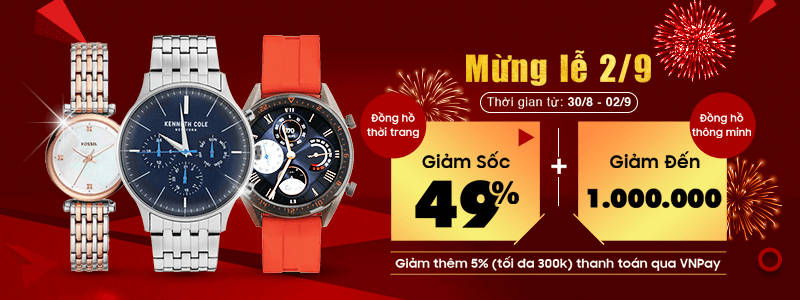 FOSSIL
KENNETH COLE
NEW YORK
Mừng lễ 2/9
Thời gian từ: 30/8 - 02/9
Đồng hồ
thời trang
Giảm Sốc
49%
+
Đồng hồ
thông minh
Giảm Đến
1.000.000
Giảm thêm 5% (tối đa 300k) thanh toán qua VNPay